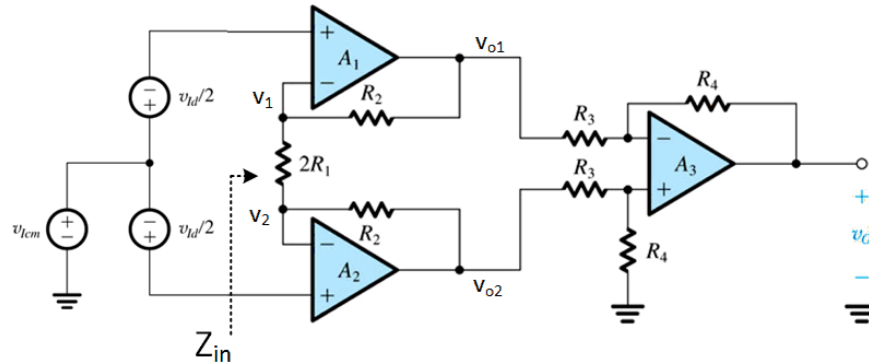 +
A₁
−
v₁
R₂
vₒ₁
−
+
v_Id/2
2R₁
+
−
v_Icm
−
+
v_Id/2
v₂
R₂
−
A₂
+
vₒ₂
R₃
R₄
−
A₃
R₃
+
R₄
+
v_O
−
Z_in